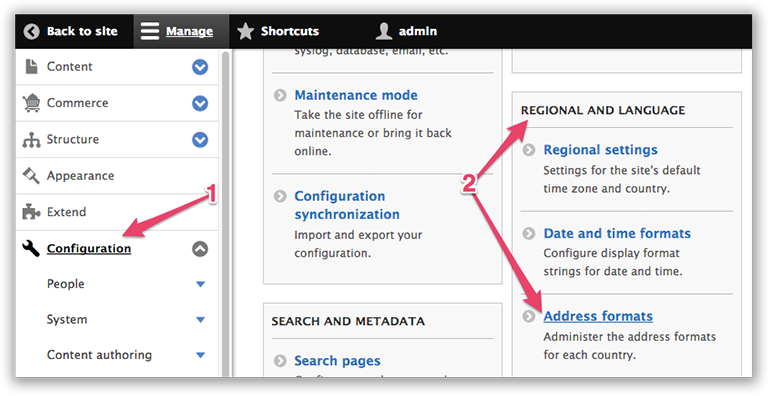 Back to site
Manage
Shortcuts
admin
Content
Commerce
Structure
Appearance
Extend
Configuration
People
System
Content authoring
1
syslog, database, email, etc.
Maintenance mode
Take the site offline for
maintenance or bring it back
online.
Configuration
synchronization
Import and export your
configuration.
SEARCH AND METADATA
Search pages
2
REGIONAL AND LANGUAGE
Regional settings
Settings for the site's default
time zone and country.
Date and time formats
Configure display format
strings for date and time.
Address formats
Administer the address formats
for each country.